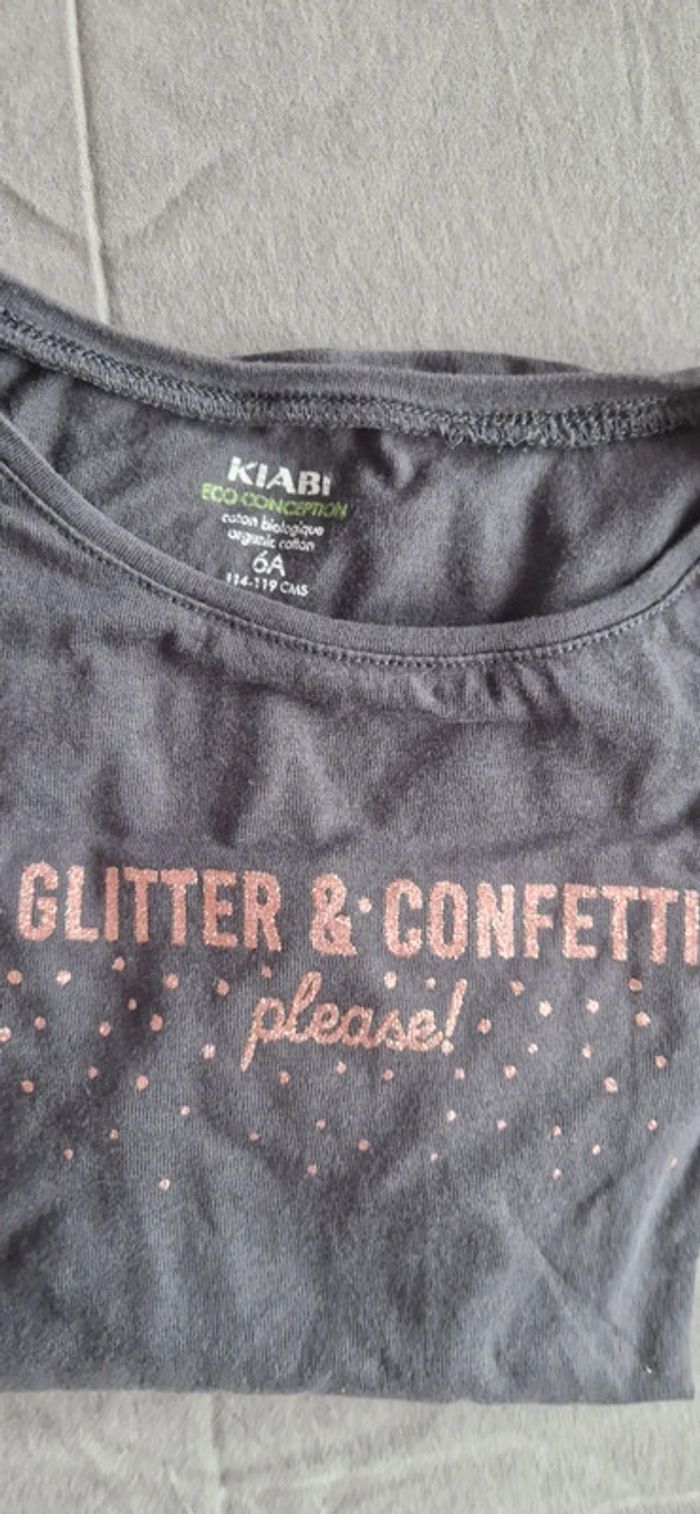 KIABI
ECO CONCEPTION
coton biologique
organic cotton
6A
114-119 CMS
GLITTER & CONFETTI
please!